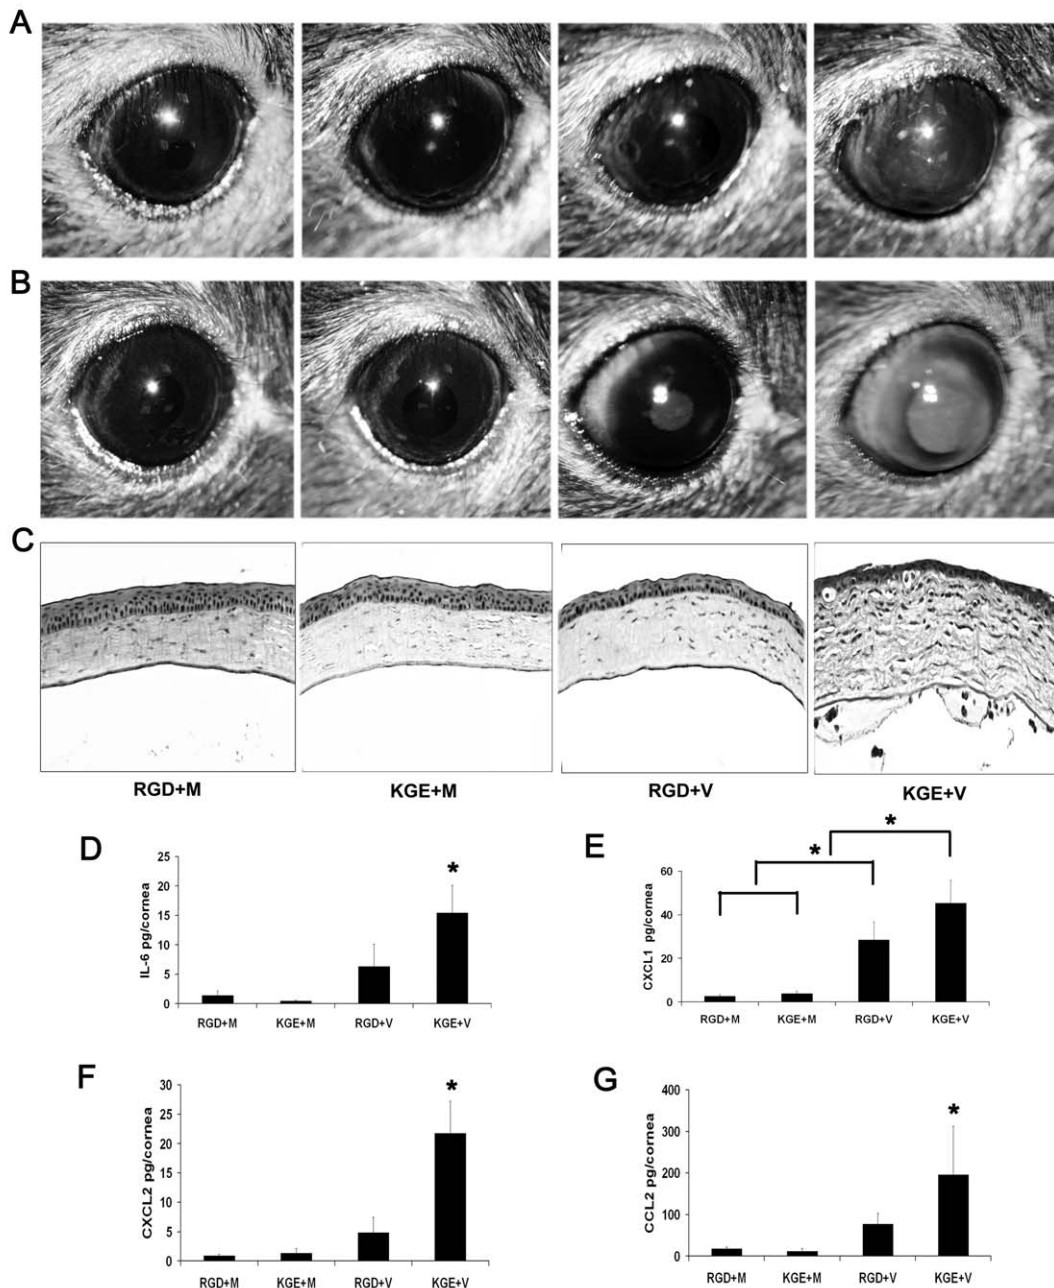 A
B
C
RGD+M KGE+M RGD+V KGE+V
D
IL-6 pg/cornea
25
20
15
10
5
0
*
RGD+M KGE+M RGD+V KGE+V
E
CXCL1 pg/cornea
60
40
20
0
*
*
RGD+M KGE+M RGD+V KGE+V
F
CXCL2 pg/cornea
30
25
20
15
10
5
0
*
RGD+M KGE+M RGD+V KGE+V
G
CCL2 pg/cornea
400
300
200
100
0
*
RGD+M KGE+M RGD+V KGE+V